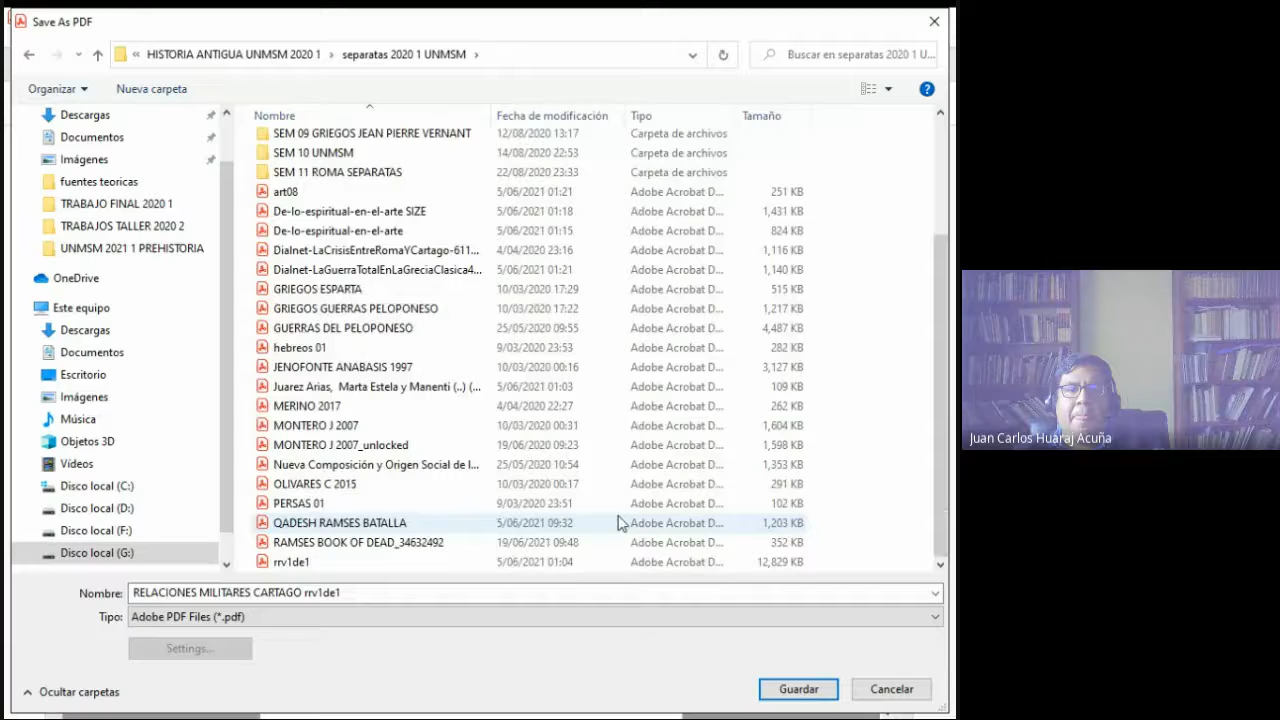 Save As PDF
« HISTORIA ANTIGUA UNMSM 2020 1 › separatas 2020 1 UNMSM ›
Buscar en separatas 2020 1 U...
Organizar
Nueva carpeta
Descargas
Documentos
Imágenes
fuentes teoricas
TRABAJO FINAL 2020 1
TRABAJOS TALLER 2020 2
UNMSM 2021 1 PREHISTORIA
OneDrive
Este equipo
Descargas
Documentos
Escritorio
Imágenes
Música
Objetos 3D
Vídeos
Disco local (C:)
Disco local (D:)
Disco local (F:)
Disco local (G:)
Nombre Fecha de modificación Tipo Tamaño
SEM 09 GRIEGOS JEAN PIERRE VERNANT 12/08/2020 13:17 Carpeta de archivos
SEM 10 UNMSM 14/08/2020 22:53 Carpeta de archivos
SEM 11 ROMA SEPARATAS 22/08/2020 23:33 Carpeta de archivos
art08 5/06/2021 01:21 Adobe Acrobat D... 251 KB
De-lo-espiritual-en-el-arte SIZE 5/06/2021 01:18 Adobe Acrobat D... 1,431 KB
De-lo-espiritual-en-el-arte 5/06/2021 01:15 Adobe Acrobat D... 824 KB
Dialnet-LaCrisisEntreRomaYCartago-611... 4/04/2020 23:16 Adobe Acrobat D... 1,116 KB
Dialnet-LaGuerraTotalEnLaGreciaClasica4... 5/06/2021 01:21 Adobe Acrobat D... 1,140 KB
GRIEGOS ESPARTA 10/03/2020 17:29 Adobe Acrobat D... 515 KB
GRIEGOS GUERRAS PELOPONESO 10/03/2020 17:22 Adobe Acrobat D... 1,217 KB
GUERRAS DEL PELOPONESO 25/05/2020 09:55 Adobe Acrobat D... 4,487 KB
hebreos 01 9/03/2020 23:53 Adobe Acrobat D... 282 KB
JENOFONTE ANABASIS 1997 10/03/2020 00:16 Adobe Acrobat D... 3,127 KB
Juarez Arias, Marta Estela y Manenti (..) (... 5/06/2021 01:03 Adobe Acrobat D... 109 KB
MERINO 2017 4/04/2020 22:27 Adobe Acrobat D... 262 KB
MONTERO J 2007 10/03/2020 00:31 Adobe Acrobat D... 1,604 KB
MONTERO J 2007_unlocked 19/06/2020 09:23 Adobe Acrobat D... 1,598 KB
Nueva Composición y Origen Social de l... 25/05/2020 10:54 Adobe Acrobat D... 1,353 KB
OLIVARES C 2015 10/03/2020 00:17 Adobe Acrobat D... 291 KB
PERSAS 01 9/03/2020 23:51 Adobe Acrobat D... 102 KB
QADESH RAMSES BATALLA 5/06/2021 09:32 Adobe Acrobat D... 1,203 KB
RAMSES BOOK OF DEAD_34632492 19/06/2020 09:48 Adobe Acrobat D... 352 KB
rrv1de1 5/06/2021 01:04 Adobe Acrobat D... 12,829 KB
Nombre: RELACIONES MILITARES CARTAGO rrv1de1
Tipo: Adobe PDF Files (*.pdf)
Settings...
Ocultar carpetas
Guardar
Cancelar
Juan Carlos Huaraj Acuña